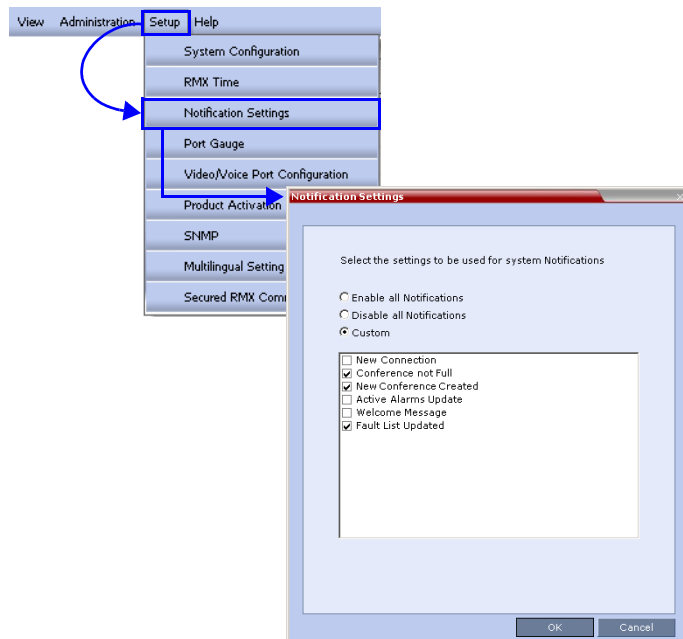 View Administration Setup Help
System Configuration
RMX Time
Notification Settings
Port Gauge
Video/Voice Port Configuration
Product Activation
SNMP
Multilingual Setting
Secured RMX Com
Notification Settings
Select the settings to be used for system Notifications
Enable all Notifications
Disable all Notifications
Custom
New Connection
Conference not Full
New Conference Created
Active Alarms Update
Welcome Message
Fault List Updated
OK Cancel